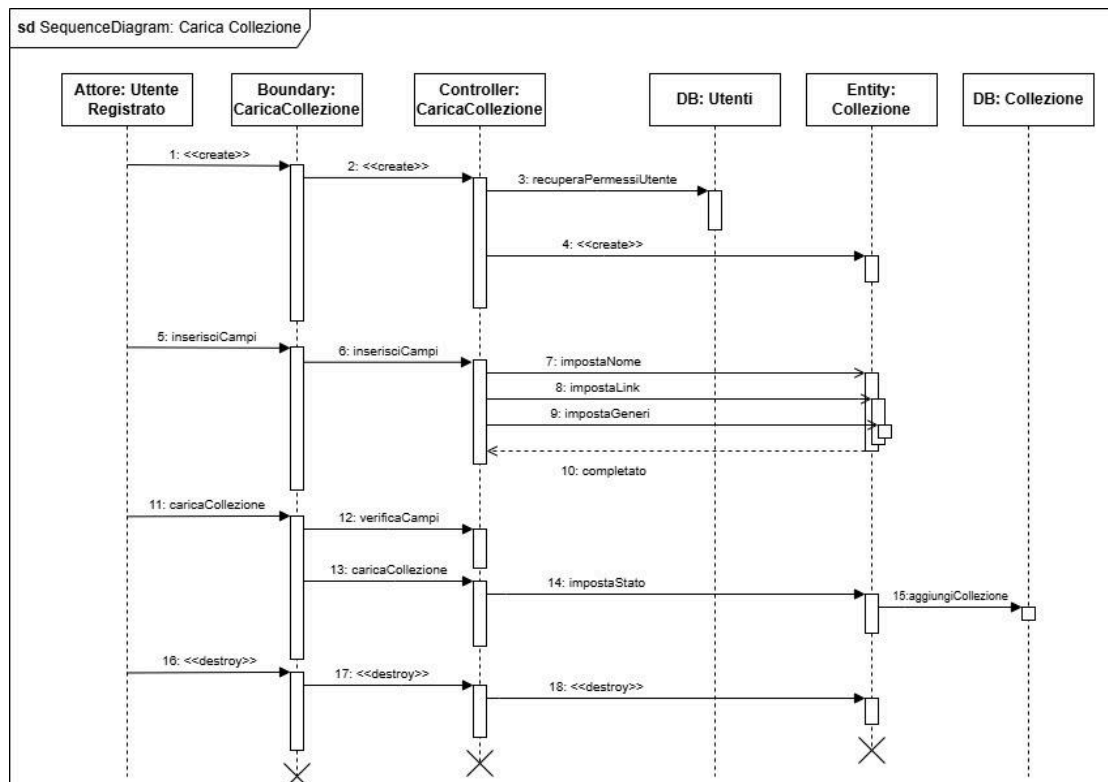 sd SequenceDiagram: Carica Collezione
Attore: Utente
Registrato
Boundary:
CaricaCollezione
Controller:
CaricaCollezione
DB: Utenti
Entity:
Collezione
DB: Collezione
1: <<create>>
2: <<create>>
3: recuperaPermessiUtente
4: <<create>>
5: inserisciCampi
6: inserisciCampi
7: impostaNome
8: impostaLink
9: impostaGeneri
10: completato
11: caricaCollezione
12: verificaCampi
13: caricaCollezione
14: impostaStato
15:aggiungiCollezione
16: <<destroy>>
17: <<destroy>>
18: <<destroy>>